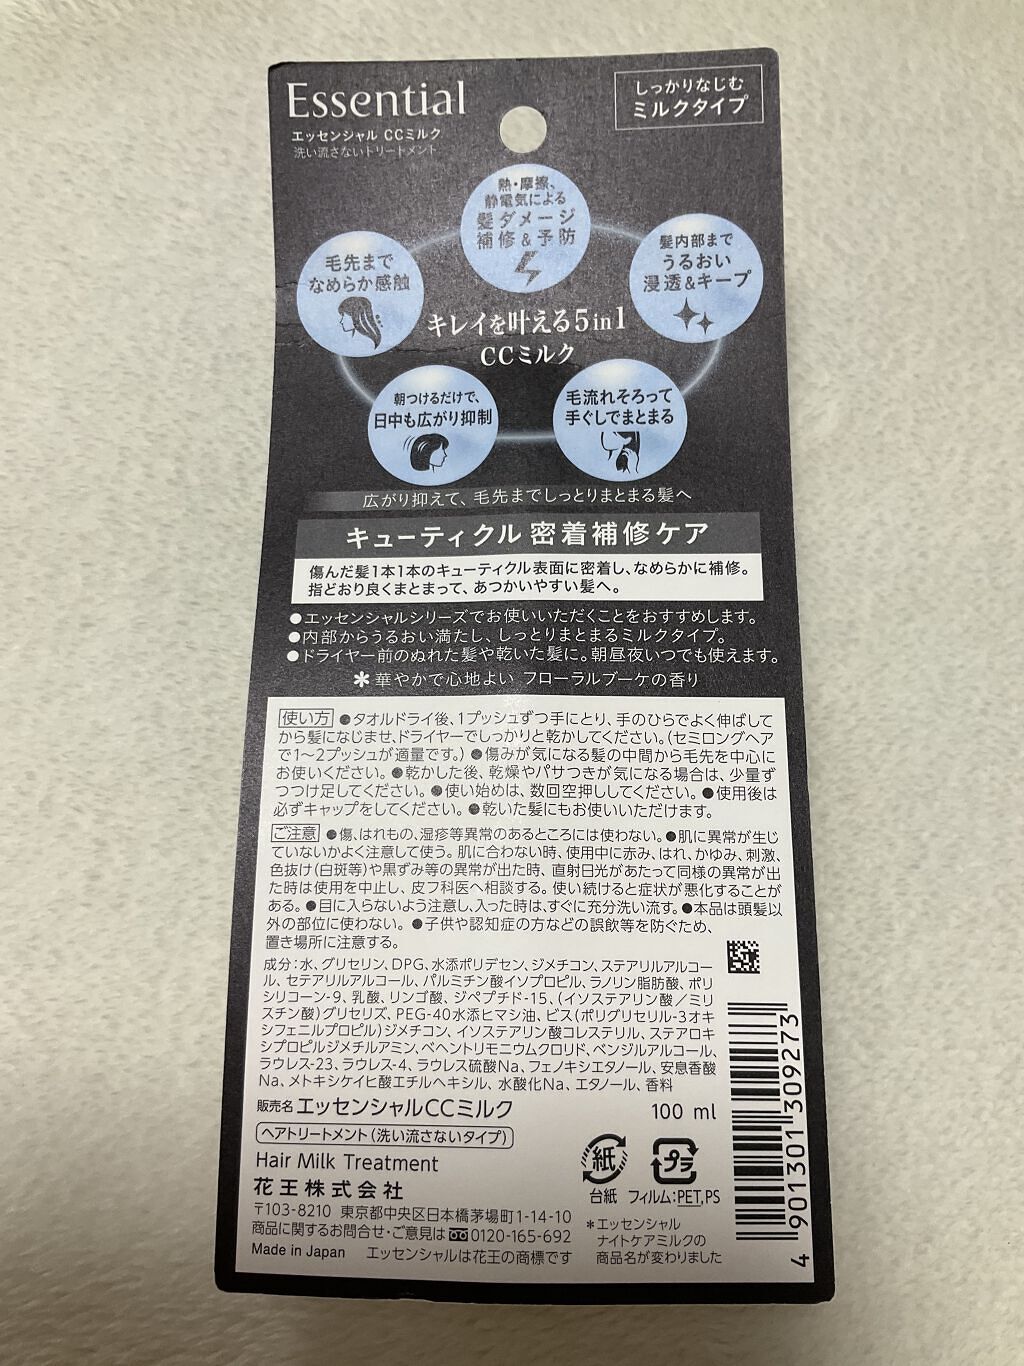 Essential
エッセンシャル CCミルク
洗い流さないトリートメント
しっかりなじむ
ミルクタイプ
熱・摩擦、
静電気による
髪ダメージ
補修&予防
毛先まで
なめらか感触
髪内部まで
うるおい
浸透&キープ
キレイを叶える5in1
CCミルク
朝つけるだけで、
日中も広がり抑制
毛流れそろって
手ぐしでまとまる
広がり抑えて、毛先までしっとりまとまる髪へ
キューティクル密着補修ケア
傷んだ髪1本1本のキューティクル表面に密着し、なめらかに補修。
指どおり良くまとまって、あつかいやすい髪へ。
●エッセンシャルシリーズでお使いいただくことをおすすめします。
●内部からうるおい満たし、しっとりまとまるミルクタイプ。
●ドライヤー前のぬれた髪や乾いた髪に。朝昼夜いつでも使えます。
＊華やかで心地よい フローラルブーケの香り
使い方 ●タオルドライ後、1プッシュずつ手にとり、手のひらでよく伸ばして
から髪になじませ、ドライヤーでしっかりと乾かしてください。(セミロングヘア
で1〜2プッシュが適量です。) ●傷みが気になる髪の中間から毛先を中心に
お使いください。●乾かした後、乾燥やパサつきが気になる場合は、少量ず
つつけ足してください。●使い始めは、数回空押ししてください。●使用後は
必ずキャップをしてください。●乾いた髪にもお使いいただけます。
ご注意 ●傷、はれもの、湿疹等異常のあるところには使わない。●肌に異常が生じ
ていないかよく注意して使う。肌に合わない時、使用中に赤み、はれ、かゆみ、刺激、
色抜け(白斑等)や黒ずみ等の異常が出た時、直射日光があたって同様の異常が出
た時は使用を中止し、皮フ科医へ相談する。使い続けると症状が悪化することが
ある。●目に入らないよう注意し、入った時は、すぐに充分洗い流す。●本品は頭髪以
外の部位に使わない。●子供や認知症の方などの誤飲等を防ぐため、
置き場所に注意する。
成分:水、グリセリン、DPG、水添ポリデセン、ジメチコン、ステアリルアルコー
ル、セテアリルアルコール、パルミチン酸イソプロピル、ラノリン脂肪酸、ポリ
シリコーン-9、乳酸、リンゴ酸、ジペプチド-15、(イソステアリン酸/ミリ
スチン酸)グリセリズ、PEG-40水添ヒマシ油、ビス(ポリグリセリル-3オキ
シフェニルプロピル)ジメチコン、イソステアリン酸コレステリル、ステアロキ
シプロピルジメチルアミン、ベヘントリモニウムクロリド、ベンジルアルコール、
ラウレス-23、ラウレス-4、ラウレス硫酸Na、フェノキシエタノール、安息香酸
Na、メトキシケイヒ酸エチルヘキシル、水酸化Na、エタノール、香料
販売名 エッセンシャルCCミルク 100 ml
ヘアトリートメント(洗い流さないタイプ)
Hair Milk Treatment
花王株式会社
〒103-8210 東京都中央区日本橋茅場町1-14-10
商品に関するお問合せ・ご意見は 0120-165-692
Made in Japan エッセンシャルは花王の商標です
紙
台紙
プラ
フィルム:PET,PS
＊エッセンシャル
ナイトケアミルクの
商品名が変わりました
4 901301 309273